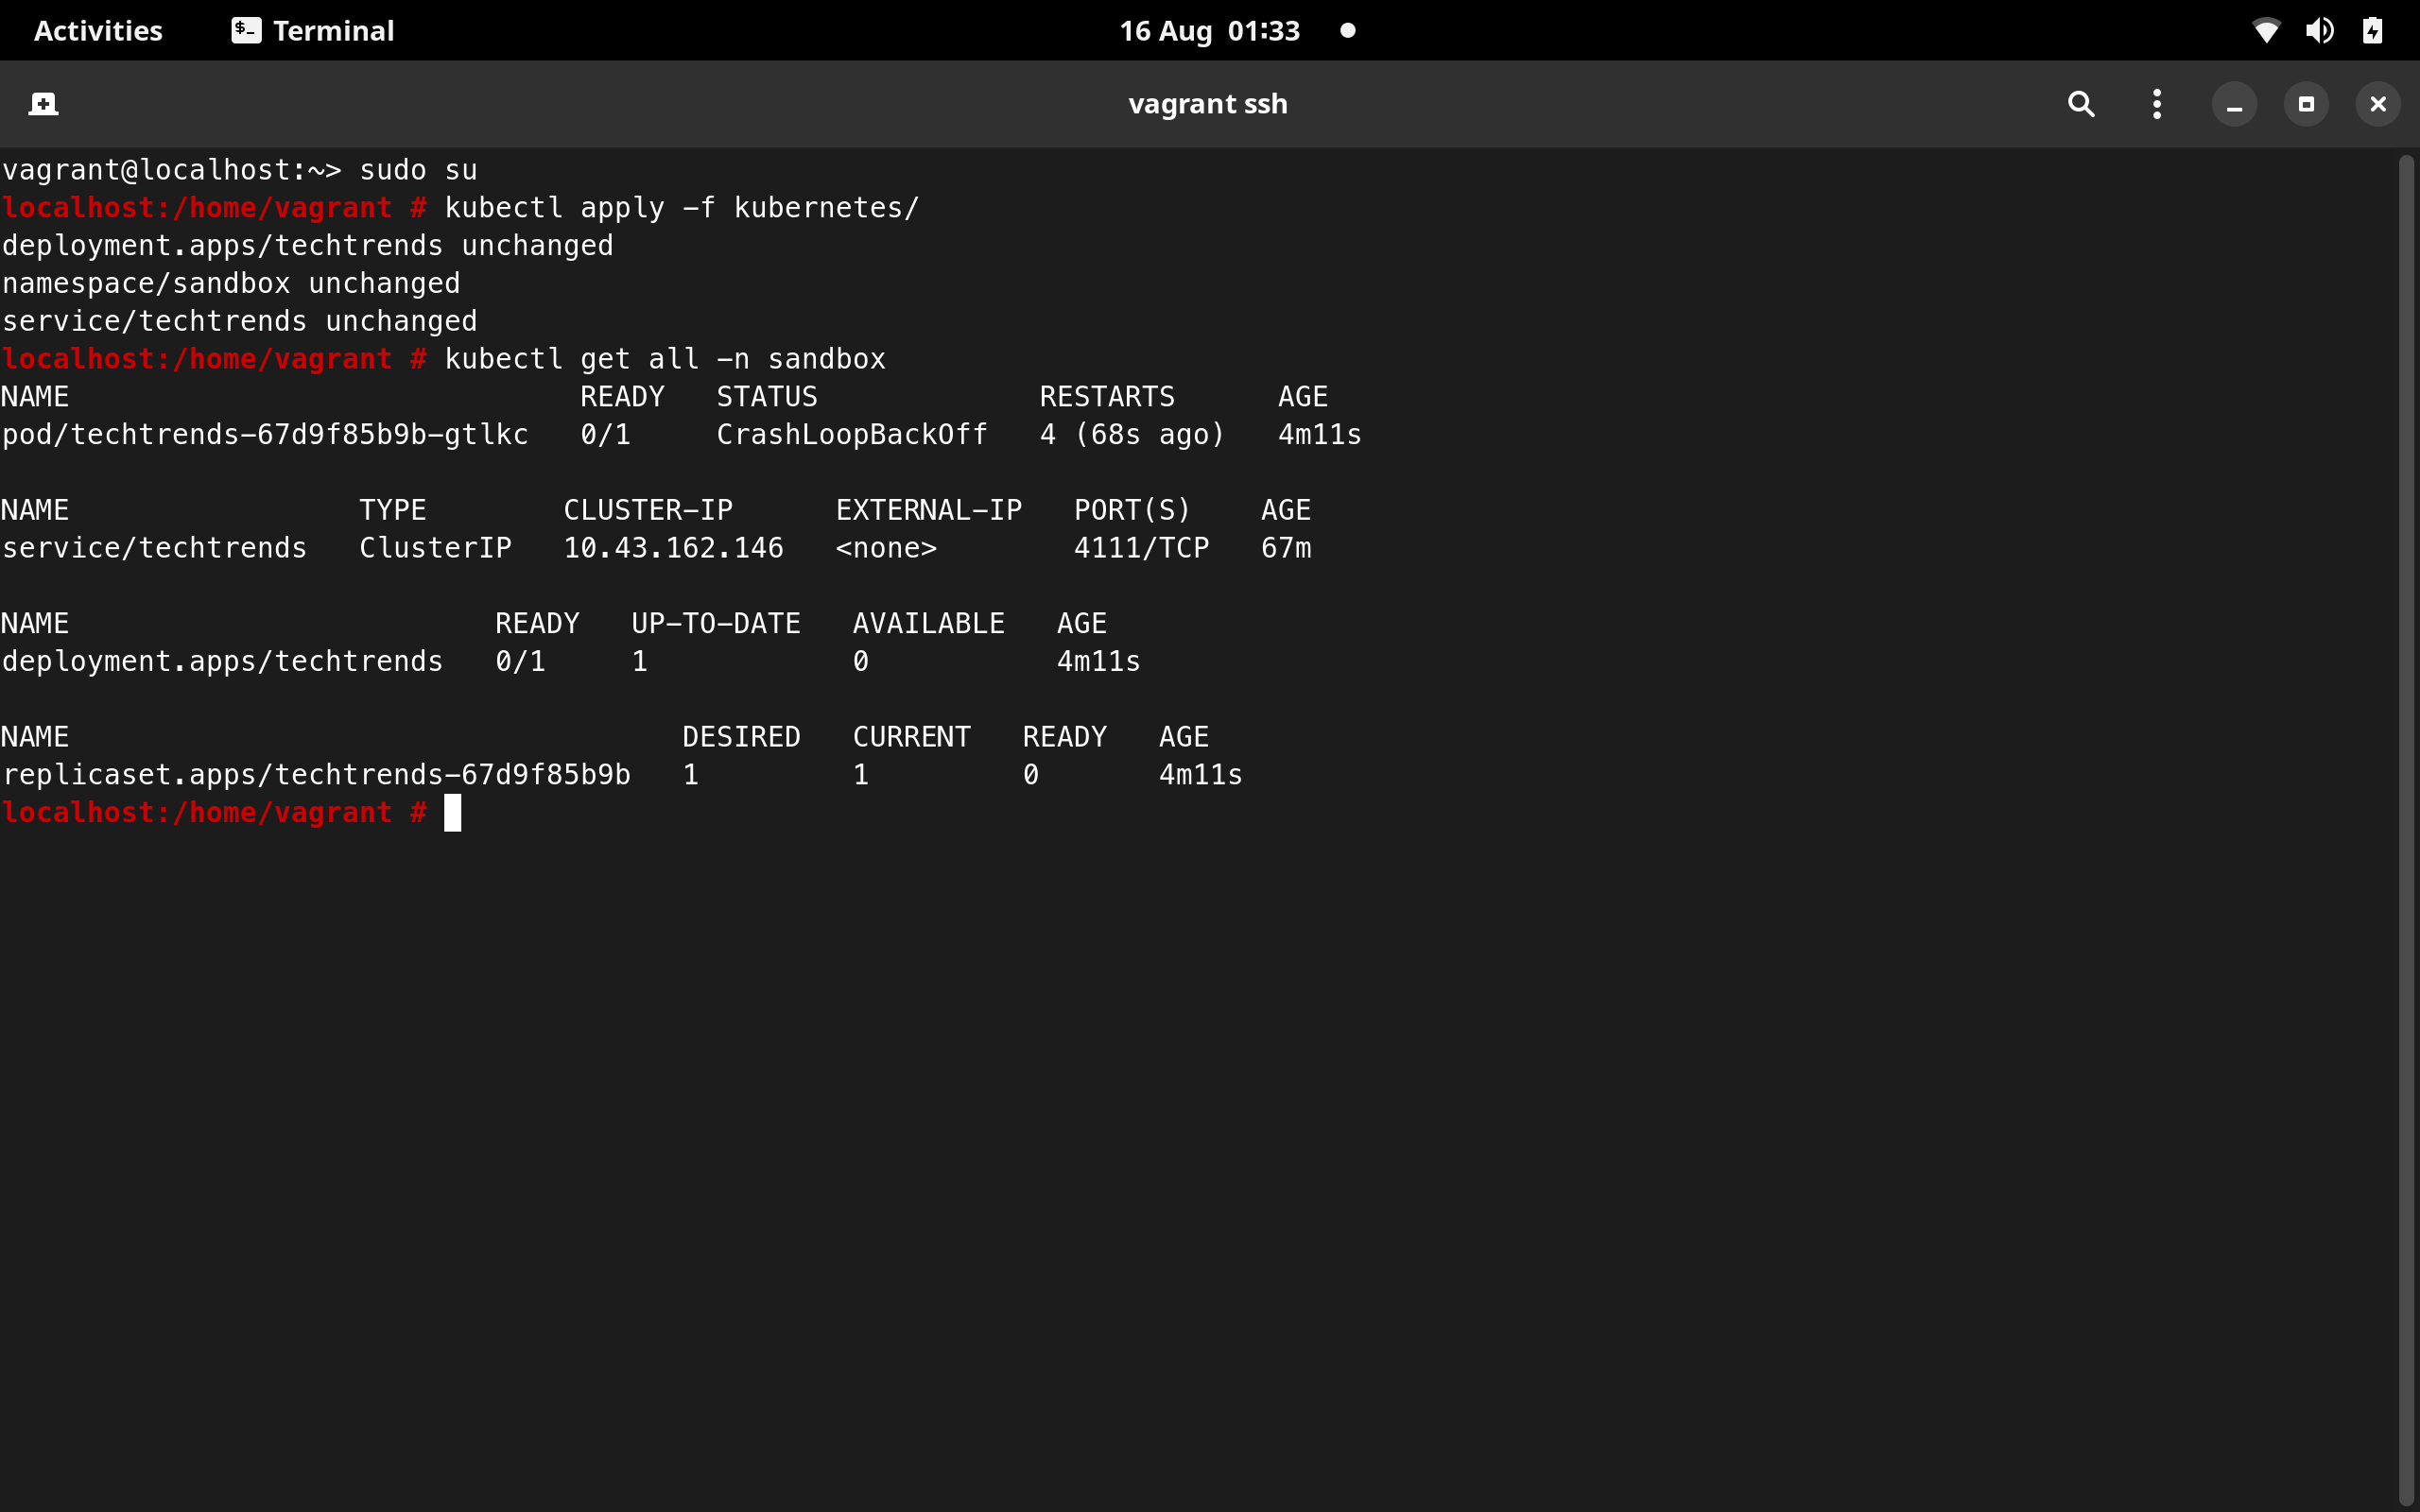 Activities Terminal 16 Aug 01:33
vagrant ssh
vagrant@localhost:~> sudo su
localhost:/home/vagrant # kubectl apply -f kubernetes/
deployment.apps/techtrends unchanged
namespace/sandbox unchanged
service/techtrends unchanged
localhost:/home/vagrant # kubectl get all -n sandbox
NAME                              READY   STATUS             RESTARTS      AGE
pod/techtrends-67d9f85b9b-gtlkc   0/1     CrashLoopBackOff   4 (68s ago)   4m11s

NAME                 TYPE        CLUSTER-IP      EXTERNAL-IP   PORT(S)    AGE
service/techtrends   ClusterIP   10.43.162.146   <none>        4111/TCP   67m

NAME                         READY   UP-TO-DATE   AVAILABLE   AGE
deployment.apps/techtrends   0/1     1            0           4m11s

NAME                                    DESIRED   CURRENT   READY   AGE
replicaset.apps/techtrends-67d9f85b9b   1         1         0       4m11s
localhost:/home/vagrant #